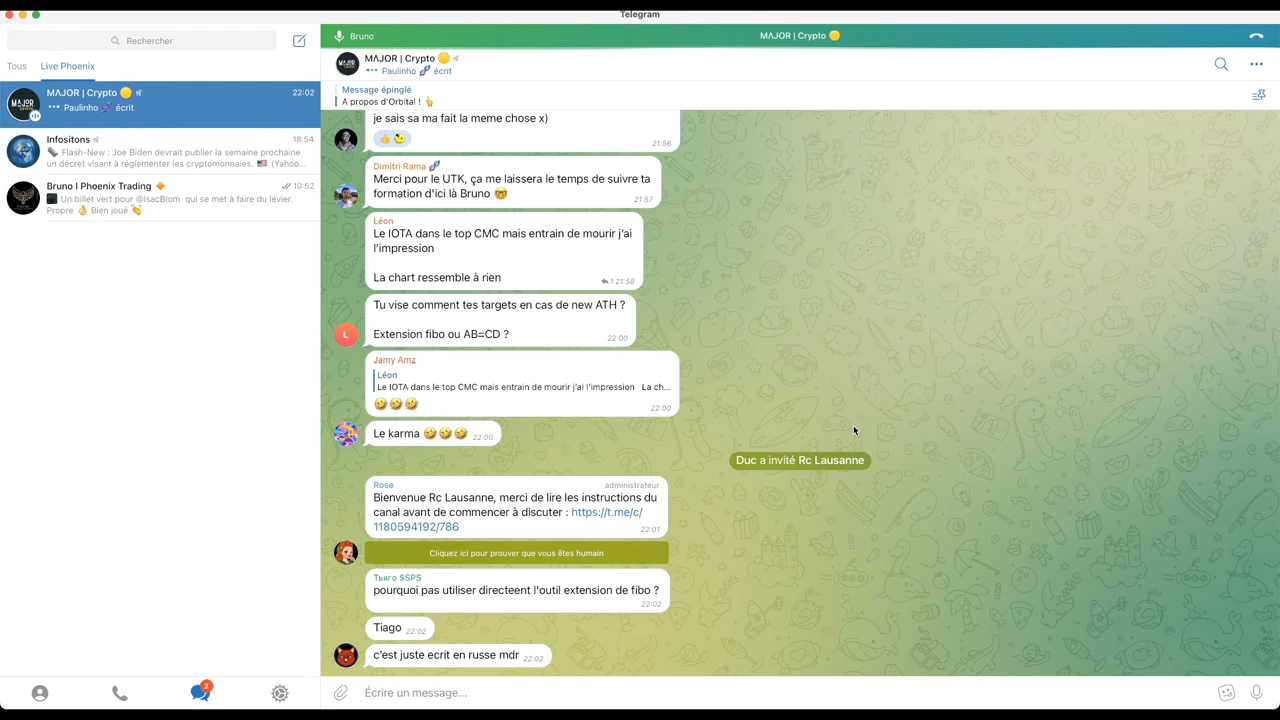 Telegram
Rechercher
Tous
Live Phoenix
MΛJOR | Crypto 🟡
22:02
Paulinho 🧬 écrit
Infositons
18:54
🗞 Flash-New : Joe Biden devrait publier la semaine prochaine
un décret visant à réglementer les cryptomonnaies. 🇺🇸 (Yahoo...
Bruno I Phoenix Trading 🔸
10:52
Un billet vert pour @IsacBlom qui se met à faire du levier.
Propre 👌 Bien joué 👏
2
Bruno
MΛJOR | Crypto 🟡
MΛJOR | Crypto 🟡
Paulinho 🧬 écrit
Message épinglé
A propos d'Orbital ! 👆
je sais sa ma fait la meme chose x)
21:56
Dimitri Rama 🧬
Merci pour le UTK, ça me laissera le temps de suivre ta
formation d'ici là Bruno 🤓
21:57
Léon
Le IOTA dans le top CMC mais entrain de mourir j'ai
l'impression
La chart ressemble à rien
1 21:58
Tu vise comment tes targets en cas de new ATH ?
Extension fibo ou AB=CD ?
22:00
L
Jamy Amz
Léon
Le IOTA dans le top CMC mais entrain de mourir j'ai l'impression La ch...
🤣🤣🤣
22:00
Le karma 🤣🤣🤣 22:00
Duc a invité Rc Lausanne
Rose
administrateur
Bienvenue Rc Lausanne, merci de lire les instructions du
canal avant de commencer à discuter : https://t.me/c/
1180594192/786
22:01
Cliquez ici pour prouver que vous êtes humain
Тьяго $SPS
pourquoi pas utiliser directeent l'outil extension de fibo ?
22:02
Tiago 22:02
c'est juste ecrit en russe mdr 22:02
Écrire un message...